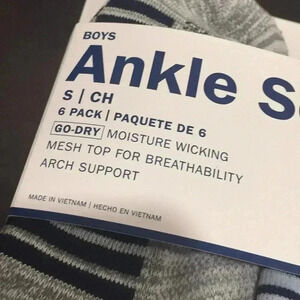 BOYS
Ankle S
S | CH
6 PACK | PAQUETE DE 6
GO-DRY MOISTURE WICKING
MESH TOP FOR BREATHABILITY
ARCH SUPPORT
MADE IN VIETNAM | HECHO EN VIETNAM